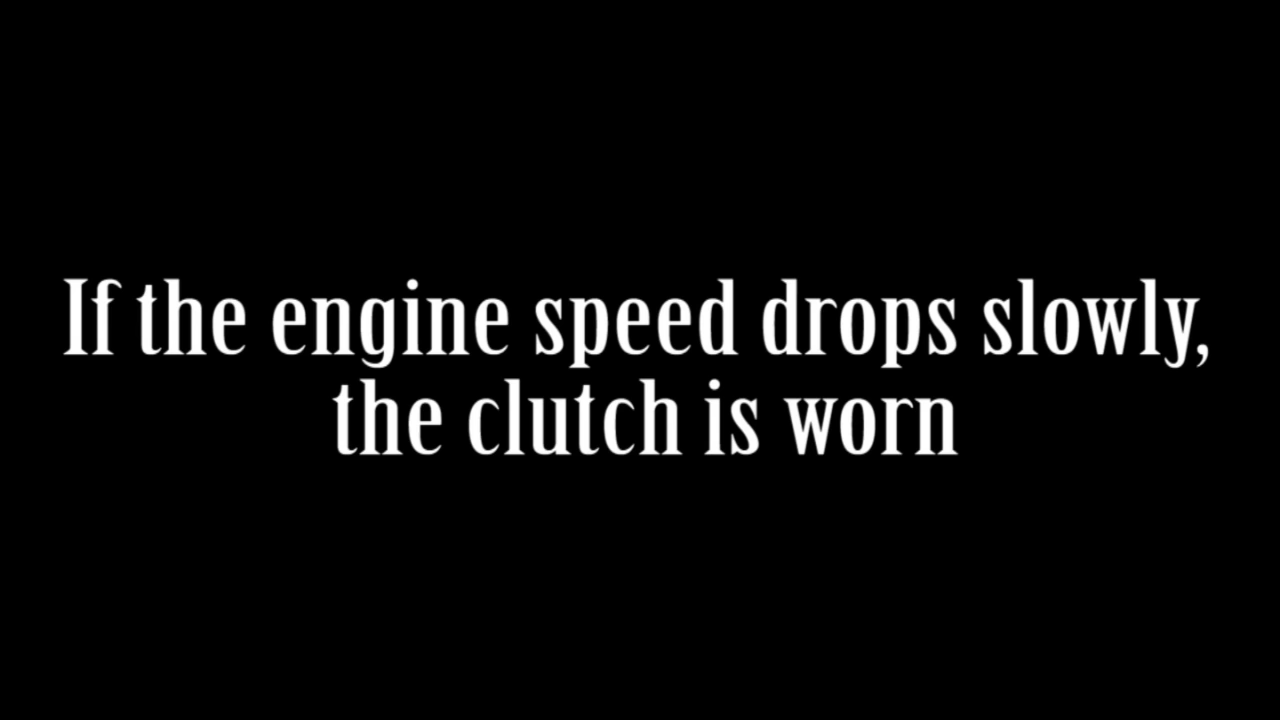 If the engine speed drops slowly,
the clutch is worn